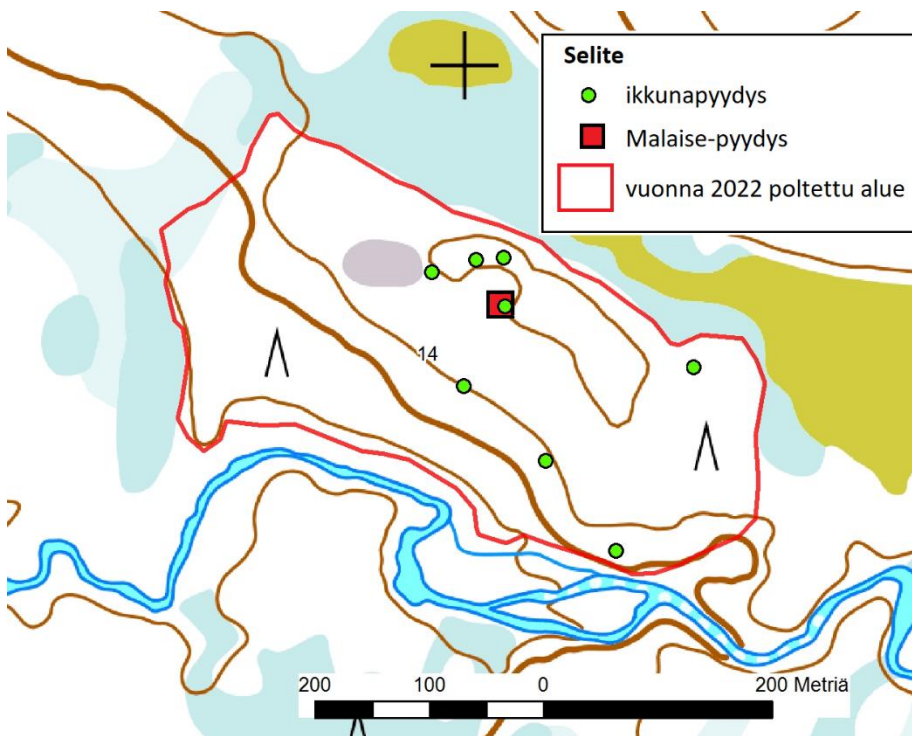 Selite
ikkunapyydys
Malaise-pyydys
vuonna 2022 poltettu alue
14
200 100 0 200 Metriä